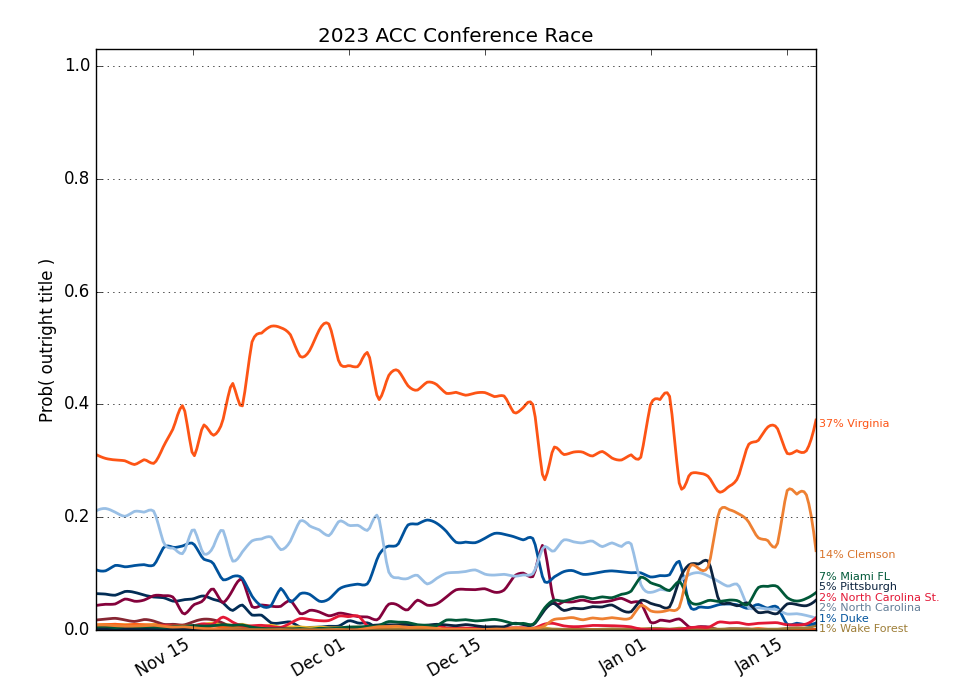 2023 ACC Conference Race
1.0
0.8
0.6
0.4
0.2
0.0
Prob( outright title )
37% Virginia
14% Clemson
7% Miami FL
5% Pittsburgh
2% North Carolina St.
2% North Carolina
1% Duke
1% Wake Forest
Nov 15
Dec 01
Dec 15
Jan 01
Jan 15